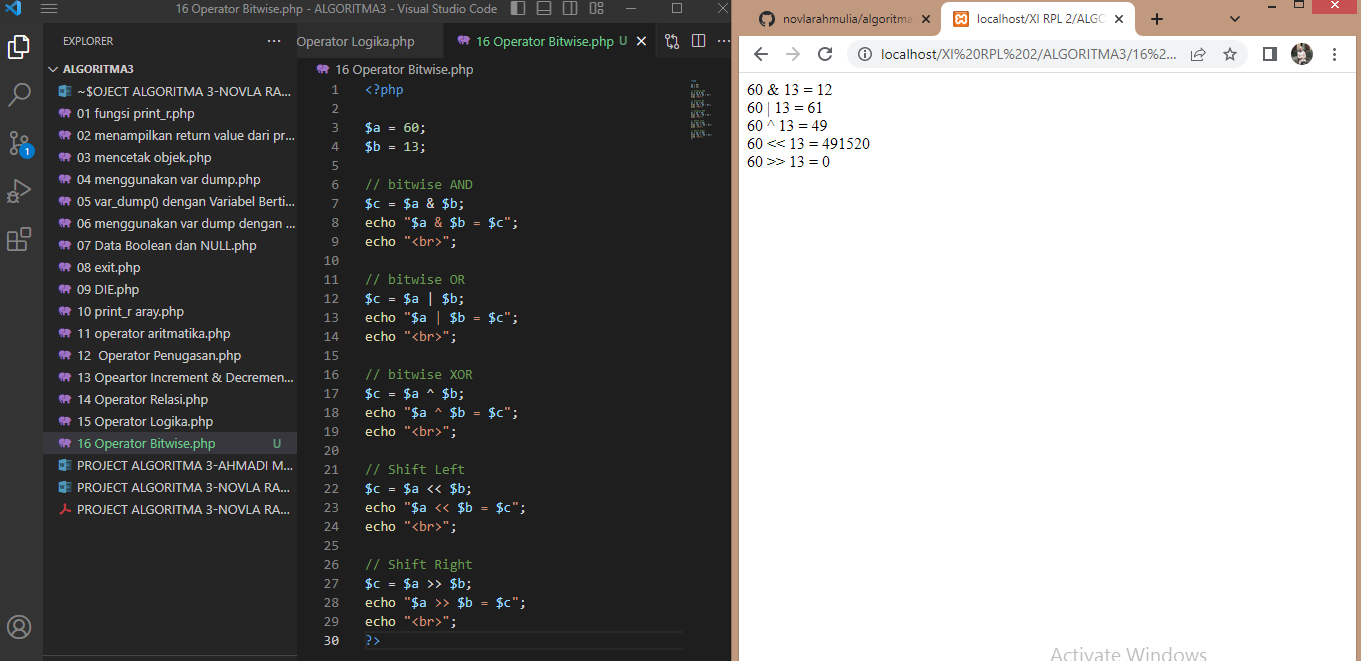 16 Operator Bitwise.php - ALGORITMA3 - Visual Studio Code
EXPLORER
ALGORITMA3
~$OJECT ALGORITMA 3-NOVLA RA...
01 fungsi print_r.php
02 menampilkan return value dari pr...
03 mencetak objek.php
04 menggunakan var dump.php
05 var_dump() dengan Variabel Berti...
06 menggunakan var dump dengan ...
07 Data Boolean dan NULL.php
08 exit.php
09 DIE.php
10 print_r aray.php
11 operator aritmatika.php
12  Operator Penugasan.php
13 Opeartor Increment & Decremen...
14 Operator Relasi.php
15 Operator Logika.php
16 Operator Bitwise.php U
PROJECT ALGORITMA 3-AHMADI M...
PROJECT ALGORITMA 3-NOVLA RA...
PROJECT ALGORITMA 3-NOVLA RA...
1
Operator Logika.php
16 Operator Bitwise.php U
16 Operator Bitwise.php
1 <?php
2
3 $a = 60;
4 $b = 13;
5
6 // bitwise AND
7 $c = $a & $b;
8 echo "$a & $b = $c";
9 echo "<br>";
10
11 // bitwise OR
12 $c = $a | $b;
13 echo "$a | $b = $c";
14 echo "<br>";
15
16 // bitwise XOR
17 $c = $a ^ $b;
18 echo "$a ^ $b = $c";
19 echo "<br>";
20
21 // Shift Left
22 $c = $a << $b;
23 echo "$a << $b = $c";
24 echo "<br>";
25
26 // Shift Right
27 $c = $a >> $b;
28 echo "$a >> $b = $c";
29 echo "<br>";
30 ?>
novlarahmulia/algoritma
localhost/XI RPL 2/ALGO
localhost/XI%20RPL%202/ALGORITMA3/16%2...
60 & 13 = 12
60 | 13 = 61
60 ^ 13 = 49
60 << 13 = 491520
60 >> 13 = 0
Activate Windows